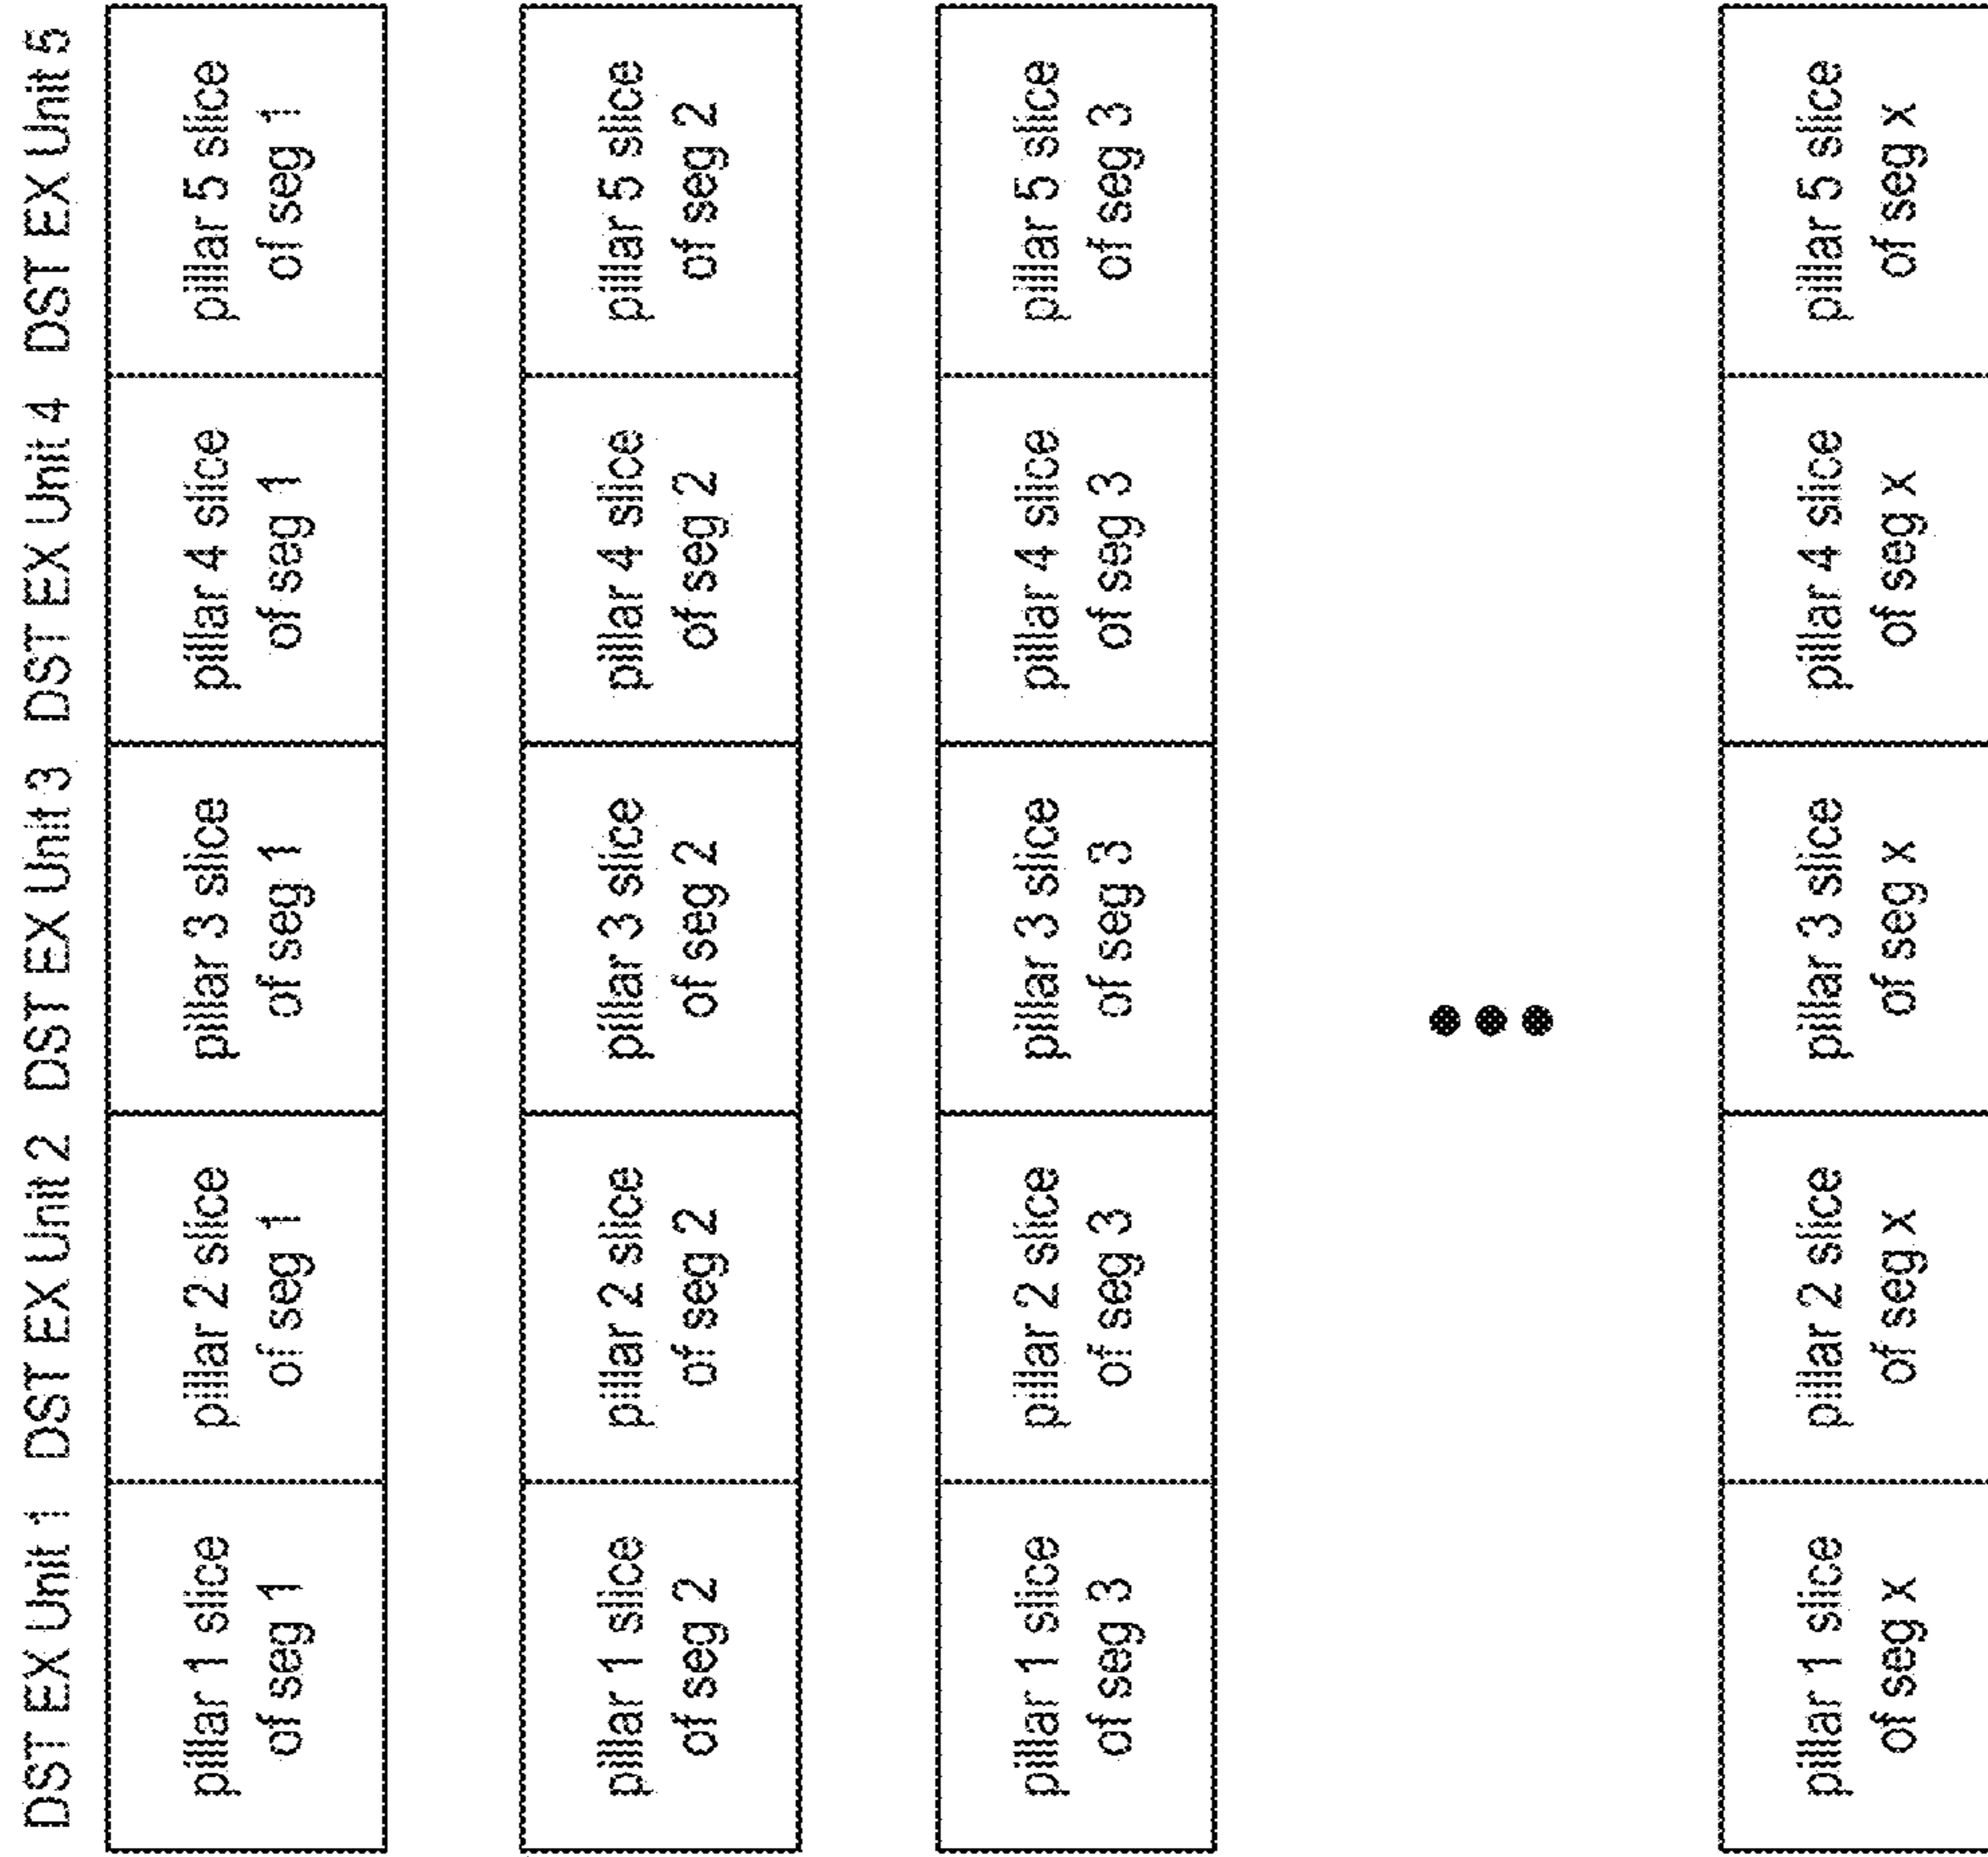 DST EX Unit 1 DST EX Unit 2 DST EX Unit 3 DST EX Unit 4 DST EX Unit 5
pillar 1 slice
of seg 1
pillar 2 slice
of seg 1
pillar 3 slice
of seg 1
pillar 4 slice
of seg 1
pillar 5 slice
of seg 1
pillar 1 slice
of seg 2
pillar 2 slice
of seg 2
pillar 3 slice
of seg 2
pillar 4 slice
of seg 2
pillar 5 slice
of seg 2
pillar 1 slice
of seg 3
pillar 2 slice
of seg 3
pillar 3 slice
of seg 3
pillar 4 slice
of seg 3
pillar 5 slice
of seg 3
pillar 1 slice
of seg x
pillar 2 slice
of seg x
pillar 3 slice
of seg x
pillar 4 slice
of seg x
pillar 5 slice
of seg x